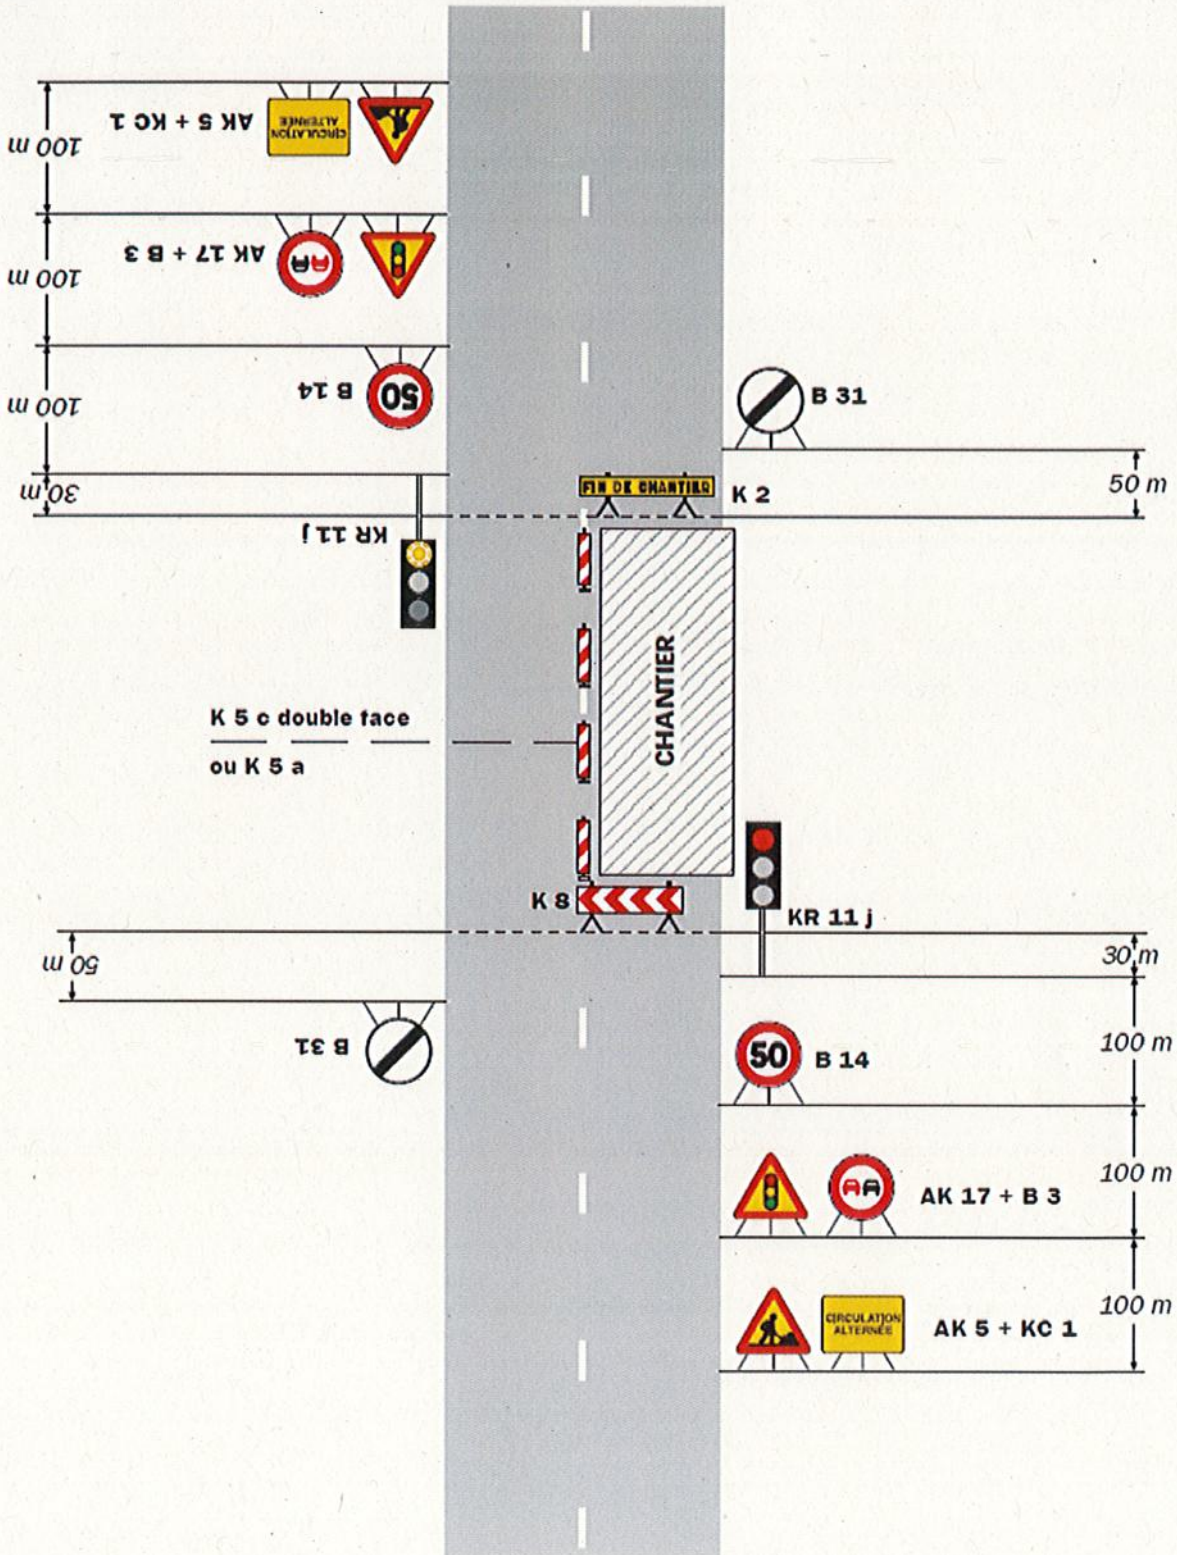 AK 5 + KC 1
CIRCULATION
ALTERNÉE
100 m
AK 17 + B 3
100 m
B 14
50
100 m
30 m
KR 11 j
B 31
50 m
FIN DE CHANTIER
K 2
CHANTIER
K 5 c double face
ou K 5 a
K 8
KR 11 j
30 m
50 m
B 31
50
B 14
100 m
AK 17 + B 3
100 m
CIRCULATION
ALTERNÉE
AK 5 + KC 1
100 m